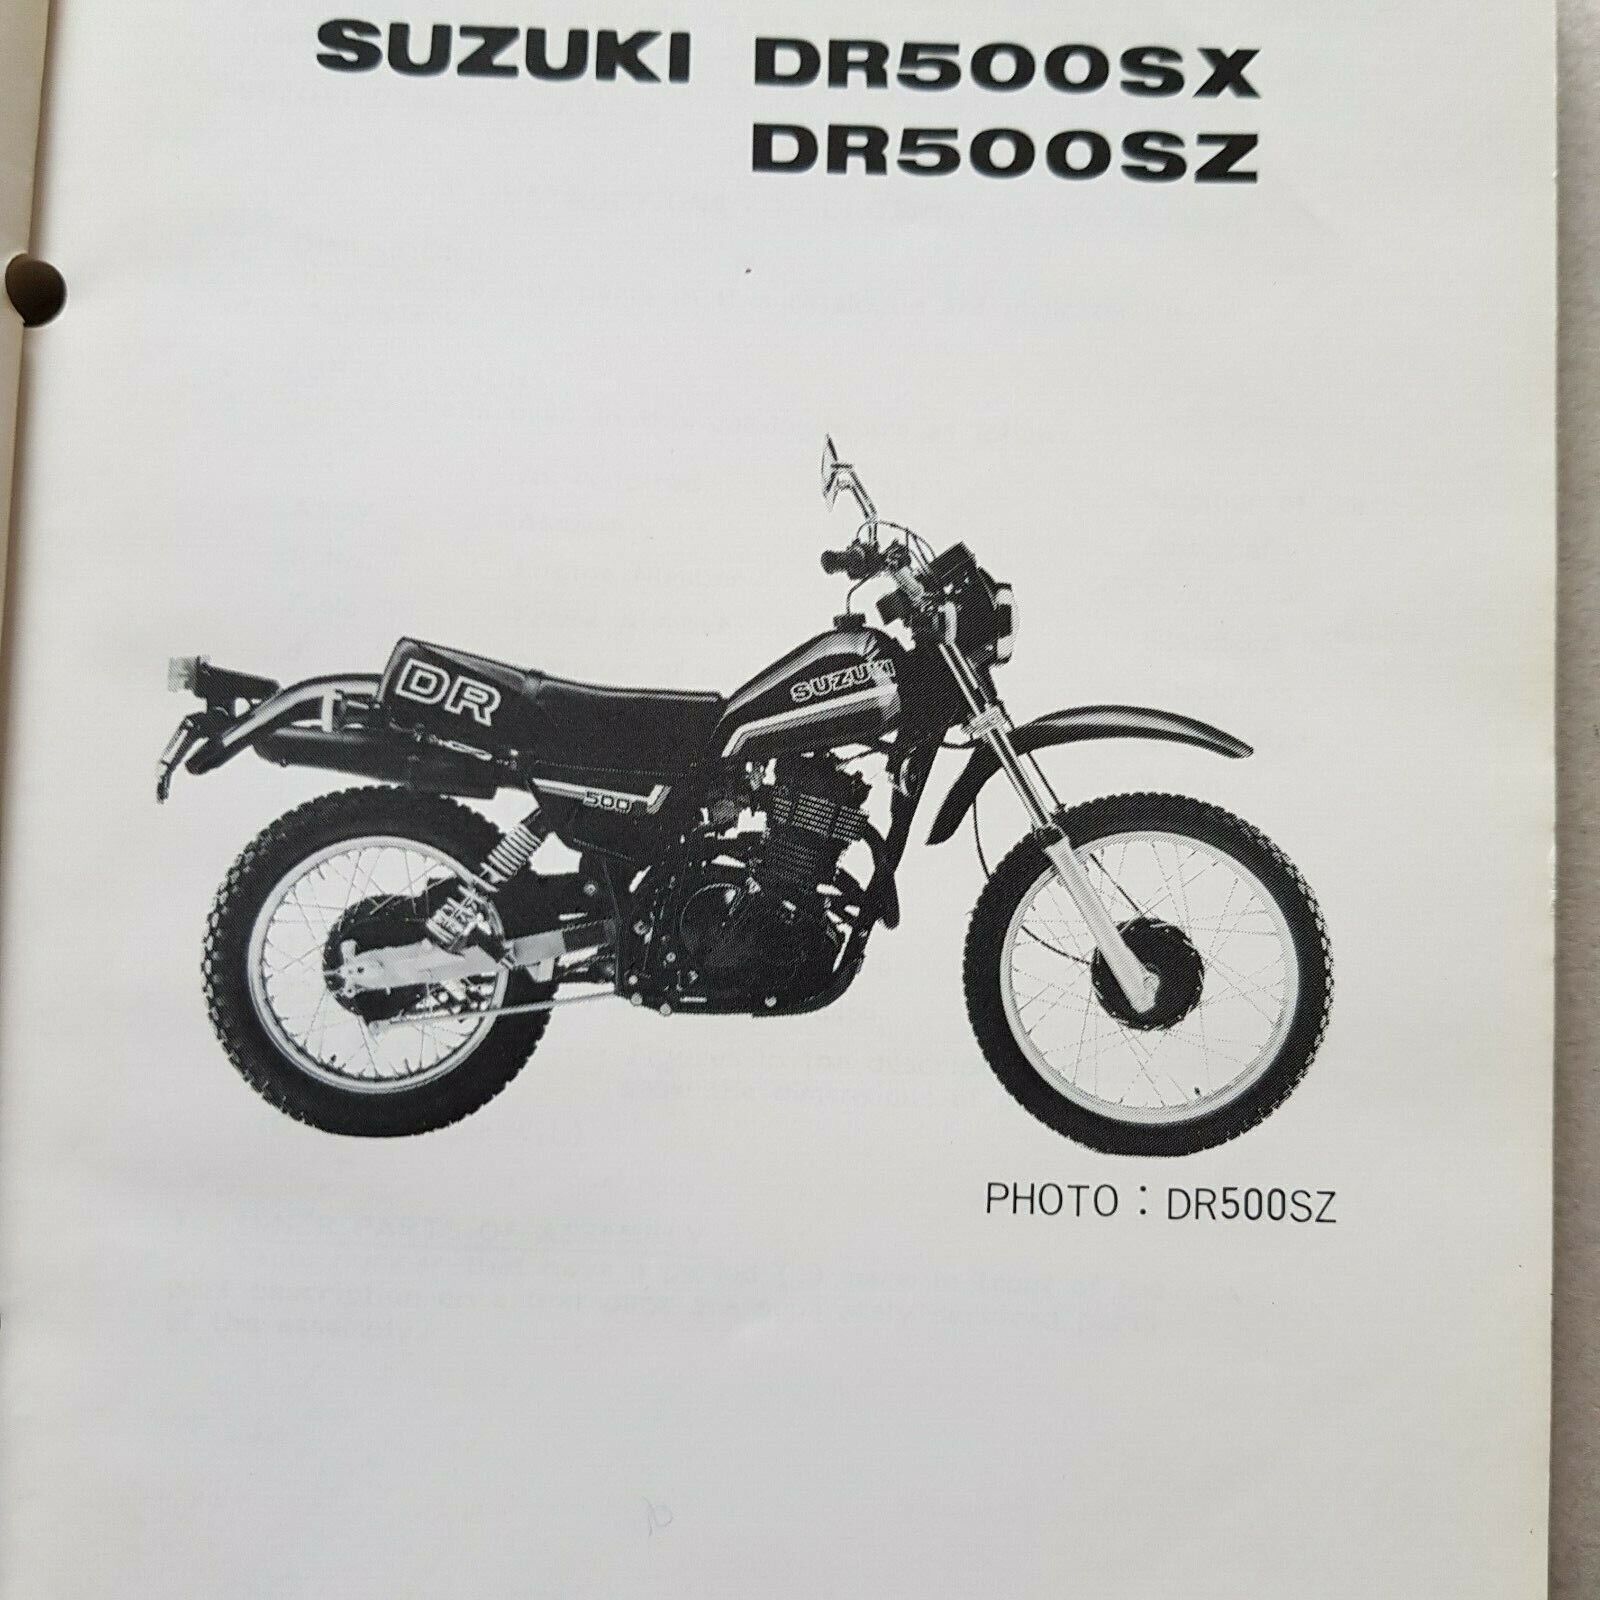 SUZUKI DR500SX
DR500SZ
DR
SUZUKI
500
PHOTO : DR500SZ